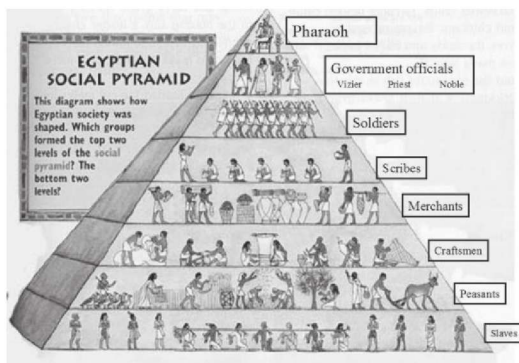 EGYPTIAN
SOCIAL PYRAMID
This diagram shows how
Egyptian society was
shaped. Which groups
formed the top two
levels of the social
pyramid? The
bottom two
levels?
Pharaoh
Government officials
Vizier Priest Noble
Soldiers
Scribes
Merchants
Craftsmen
Peasants
Slaves